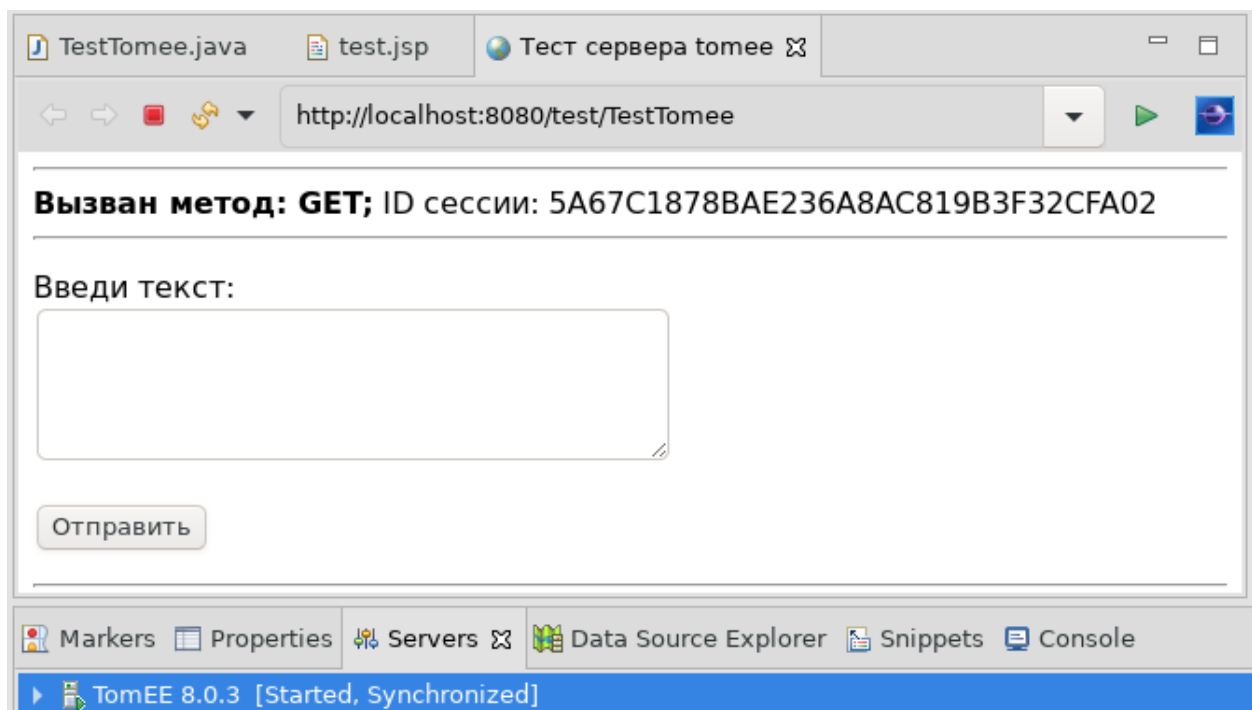 TestTomee.java test.jsp Тест сервера tomee
http://localhost:8080/test/TestTomee
Вызван метод: GET; ID сессии: 5A67C1878BAE236A8AC819B3F32CFA02
Введи текст:
Отправить
Markers Properties Servers Data Source Explorer Snippets Console
TomEE 8.0.3 [Started, Synchronized]